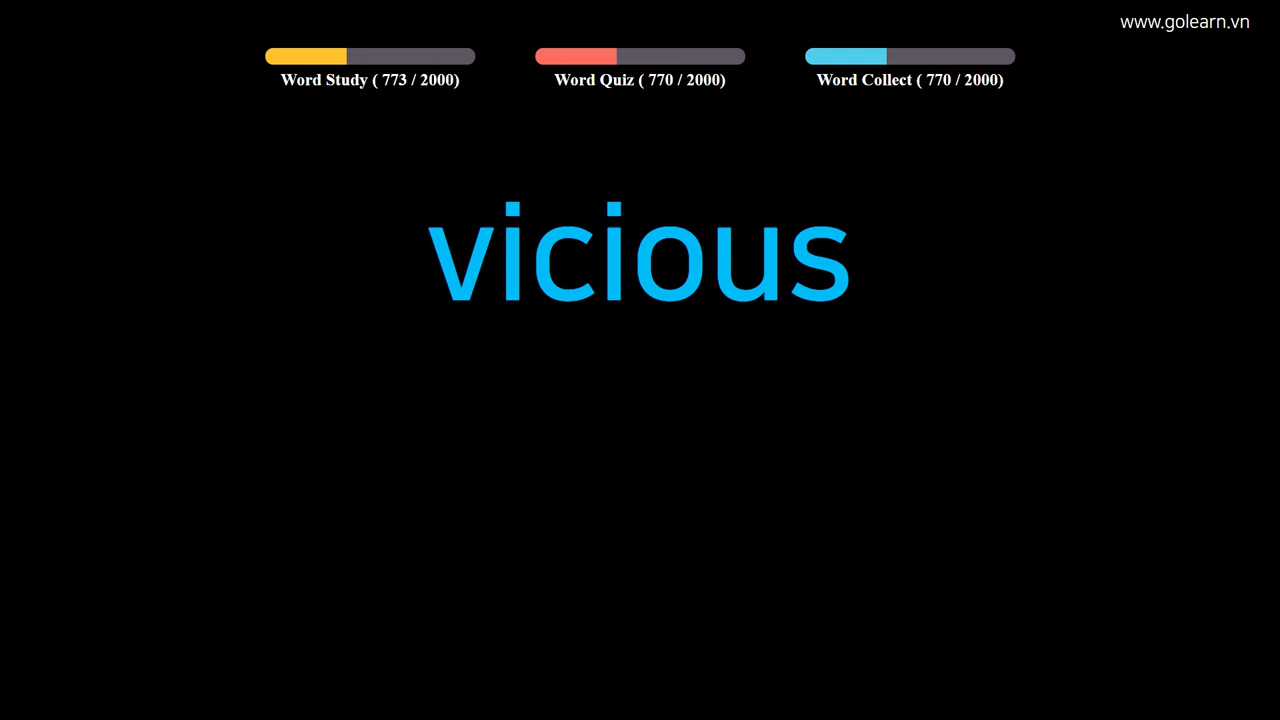 www.golearn.vn
Word Study ( 773 / 2000)
Word Quiz ( 770 / 2000)
Word Collect ( 770 / 2000)
vicious